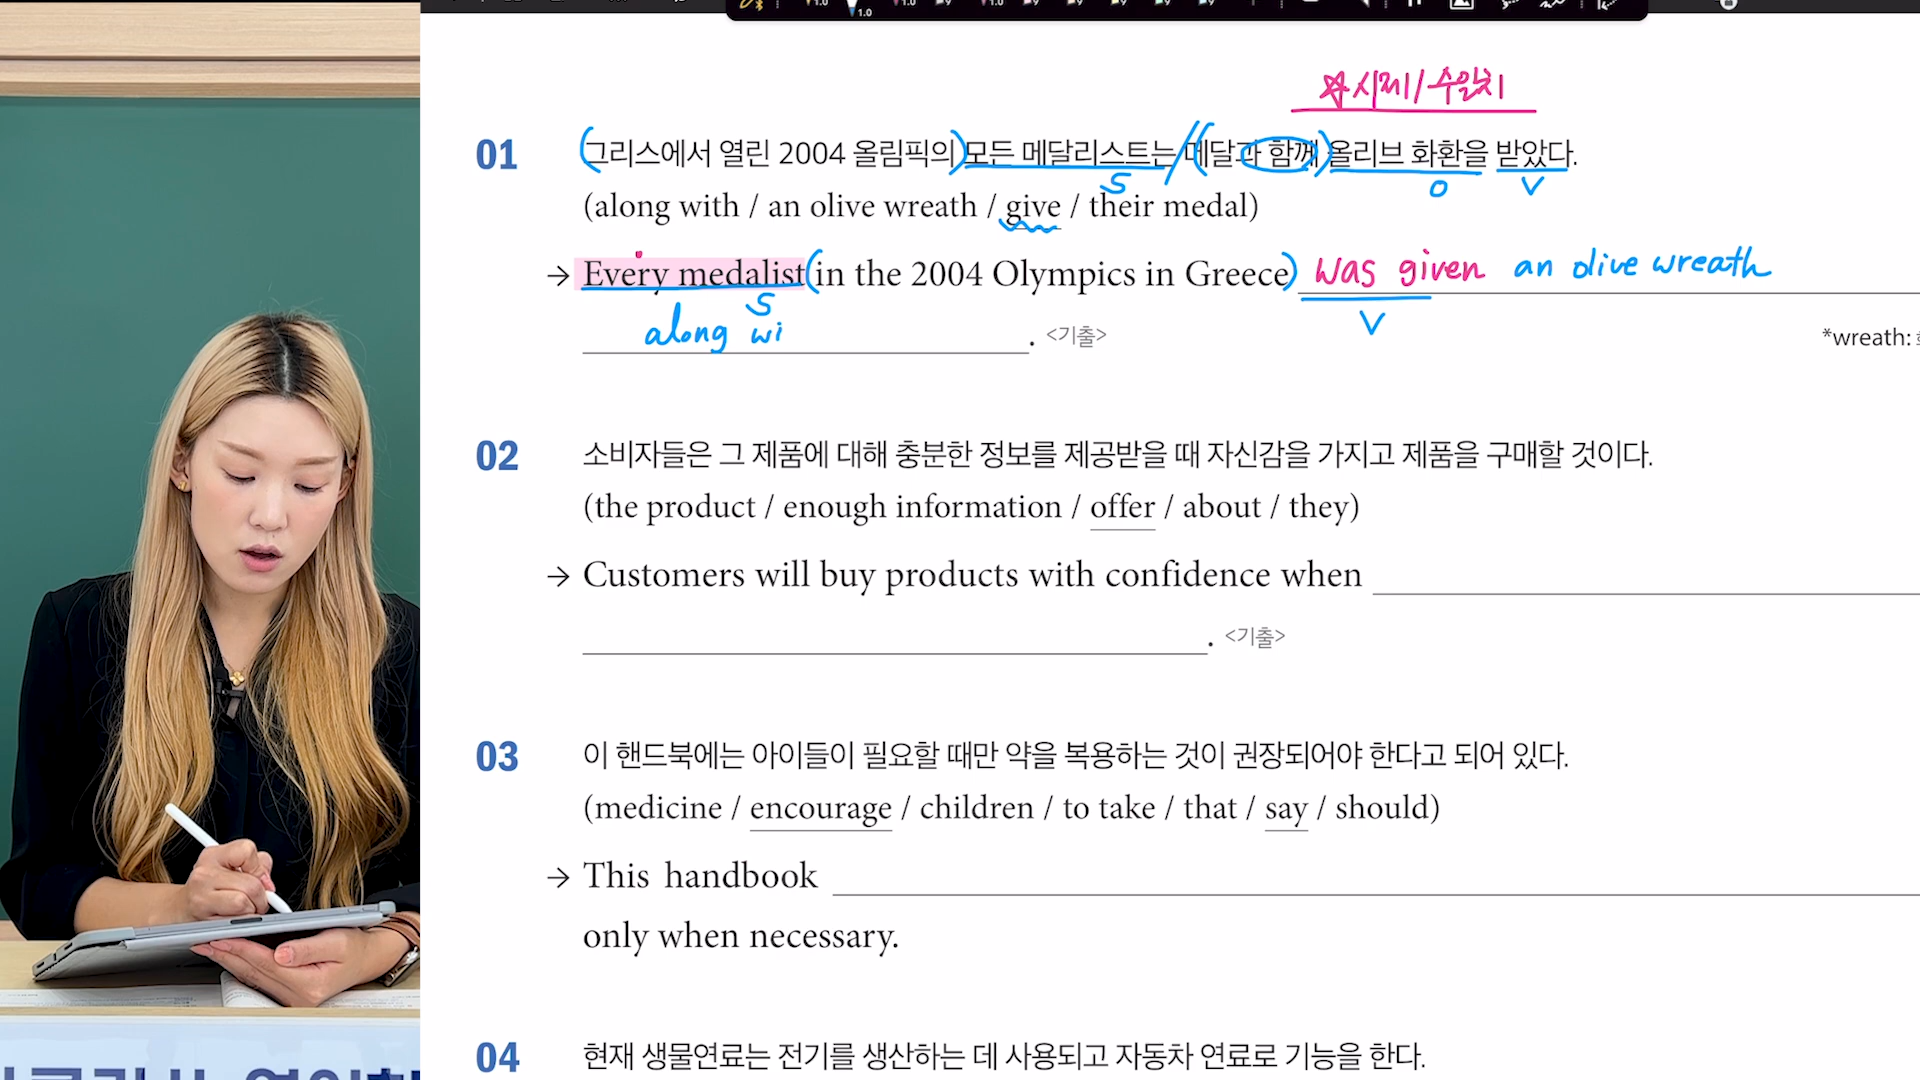 ☆시제/수일치
01 그리스에서 열린 2004 올림픽의 모든 메달리스트는 / 메달과 함께 올리브 화환을 받았다.
S O V
(along with / an olive wreath / give / their medal)
→ Every medalist (in the 2004 Olympics in Greece) was given an olive wreath
S V
along wi . <기출>
*wreath:
02 소비자들은 그 제품에 대해 충분한 정보를 제공받을 때 자신감을 가지고 제품을 구매할 것이다.
(the product / enough information / offer / about / they)
→ Customers will buy products with confidence when
. <기출>
03 이 핸드북에는 아이들이 필요할 때만 약을 복용하는 것이 권장되어야 한다고 되어 있다.
(medicine / encourage / children / to take / that / say / should)
→ This handbook
only when necessary.
04 현재 생물연료는 전기를 생산하는 데 사용되고 자동차 연료로 기능을 한다.